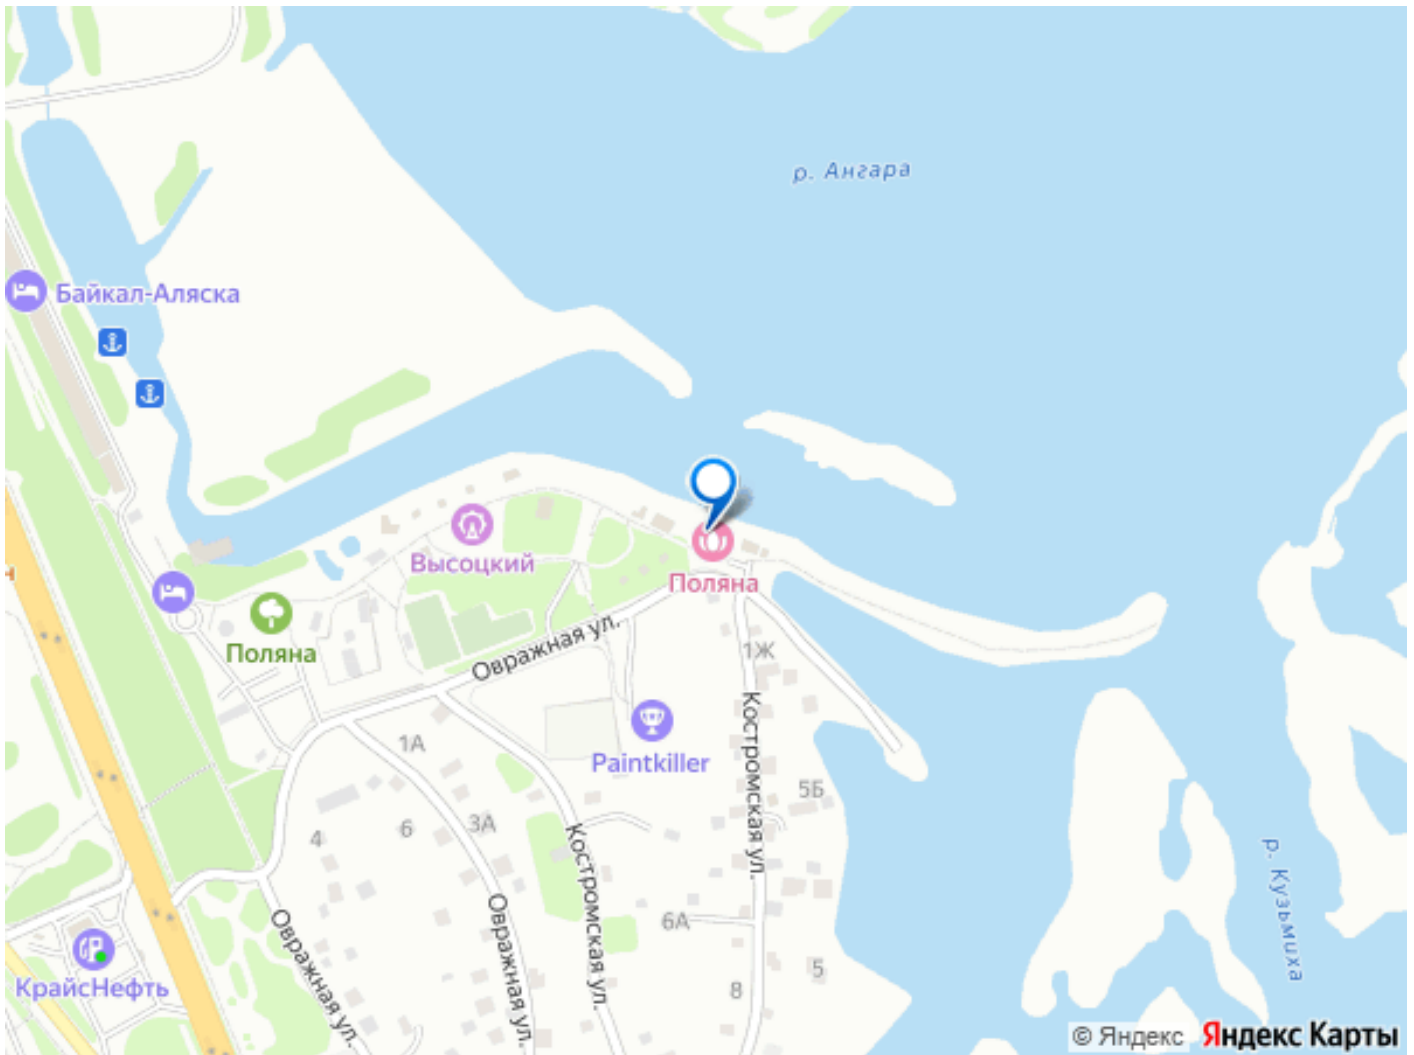 р. Ангара
Байкал-Аляска
Высоцкий
Поляна
Поляна
Овражная ул.
1Ж
Костромская ул.
Paintkiller
1А
5Б
4
6
3А
Костромская ул.
р. Кузьмиха
Овражная ул.
Овражная ул.
6А
5
8
КрайсНефть
© Яндекс Яндекс Карты